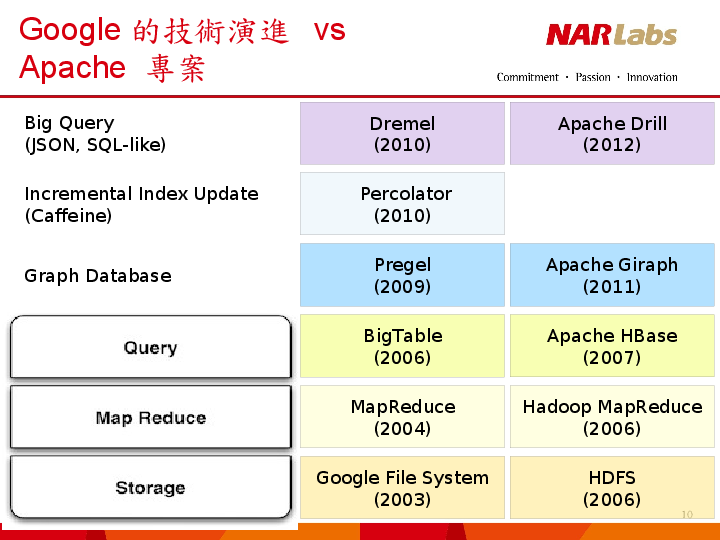 Google 的技術演進 vs
Apache 專案
NARLabs
Commitment · Passion · Innovation
Big Query
(JSON, SQL-like)
Dremel
(2010)
Apache Drill
(2012)
Incremental Index Update
(Caffeine)
Percolator
(2010)
Graph Database
Pregel
(2009)
Apache Giraph
(2011)
Query
BigTable
(2006)
Apache HBase
(2007)
Map Reduce
MapReduce
(2004)
Hadoop MapReduce
(2006)
Storage
Google File System
(2003)
HDFS
(2006)
10